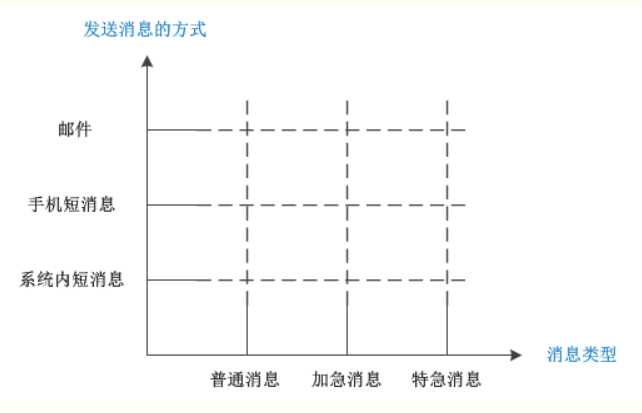 发送消息的方式
邮件
手机短消息
系统内短消息
消息类型
普通消息 加急消息 特急消息